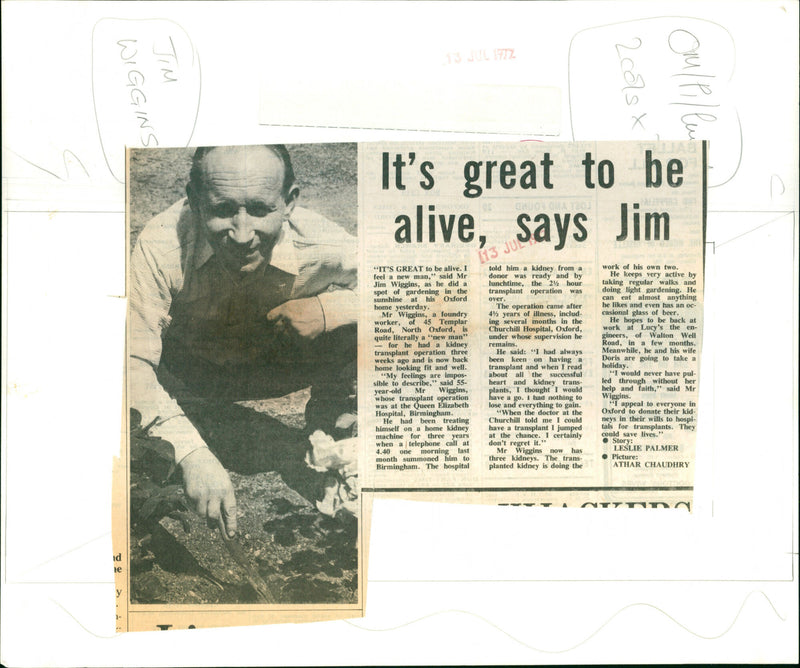 JIM
WIGGINS
13 JUL 1972
2cols X
It's great to be
alive, says Jim
13 JUL
"IT'S GREAT to be alive. I
feel a new man," said Mr
Jim Wiggins, as he did a
spot of gardening in the
sunshine at his Oxford
home yesterday.
Mr Wiggins, a foundry
worker, of 45 Templar
Road, North Oxford, is
quite literally a "new man"
— for he had a kidney
transplant operation three
weeks ago and is now back
home looking fit and well.
"My feelings are impos-
sible to describe," said 55-
year-old Mr Wiggins,
whose transplant operation
was at the Queen Elizabeth
Hospital, Birmingham.
He had been treating
himself on a home kidney
machine for three years
when a telephone call at
4.40 one morning last
month summoned him to
Birmingham. The hospital
told him a kidney from a
donor was ready and by
lunchtime, the 2½ hour
transplant operation was
over.
The operation came after
4½ years of illness, includ-
ing several months in the
Churchill Hospital, Oxford,
under whose supervision he
remains.
He said: "I had always
been keen on having a
transplant and when I read
about all the successful
heart and kidney trans-
plants, I thought I would
have a go. I had nothing to
lose and everything to gain.
"When the doctor at the
Churchill told me I could
have a transplant I jumped
at the chance. I certainly
don't regret it."
Mr Wiggins now has
three kidneys. The trans-
planted kidney is doing the
work of his own two.
He keeps very active by
taking regular walks and
doing light gardening. He
can eat almost anything
he likes and even has an oc-
casional glass of beer.
He hopes to be back at
work at Lucy's the en-
gineers, of Walton Well
Road, in a few months.
Meanwhile, he and his wife
Doris are going to take a
holiday.
"I would never have pul-
led through without her
help and faith," said Mr
Wiggins.
"I appeal to everyone in
Oxford to donate their kid-
neys in their wills to hospi-
tals for transplants. They
could save lives."
● Story:
LESLIE PALMER
● Picture:
ATHAR CHAUDHRY